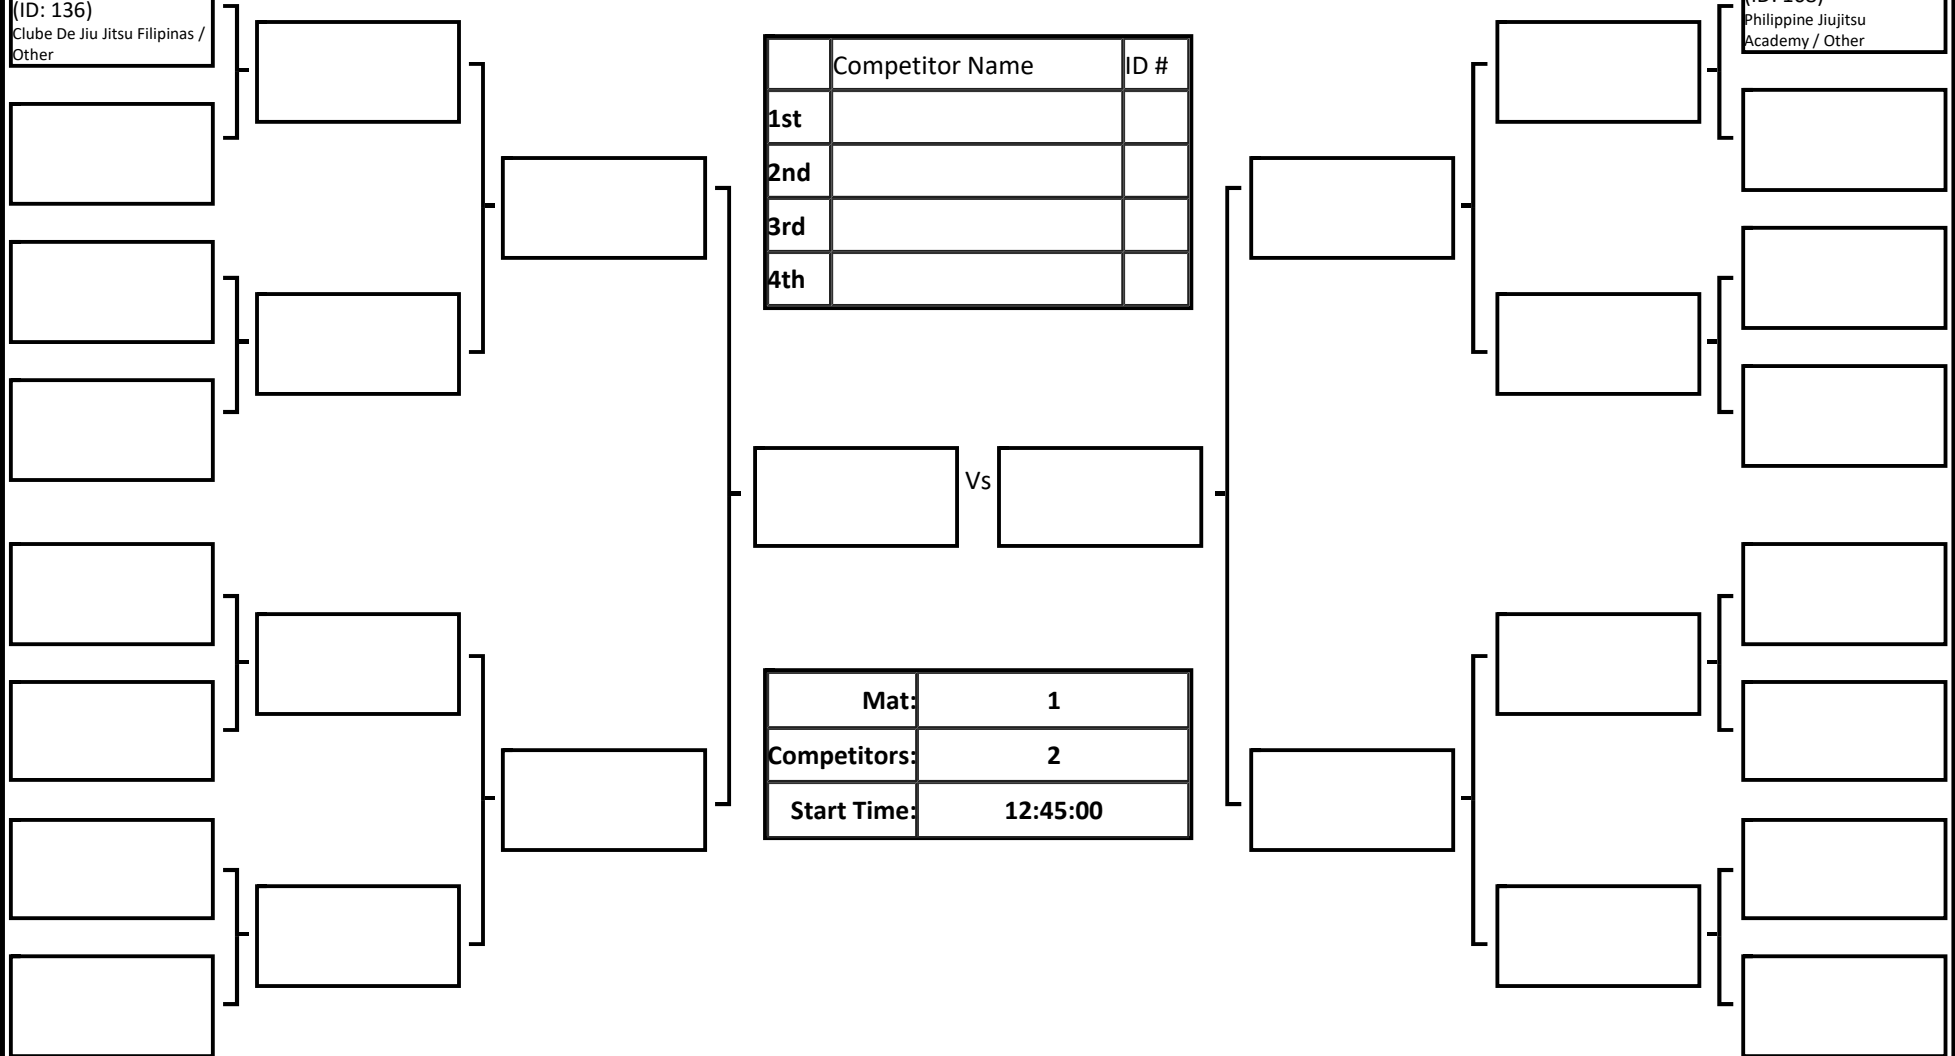 (ID: 136)
Clube De Jiu Jitsu Filipinas /
Other
Competitor Name ID #
1st
2nd
3rd
4th
Vs
Mat: 1
Competitors: 2
Start Time: 12:45:00
Philippine Jiujitsu
Academy / Other